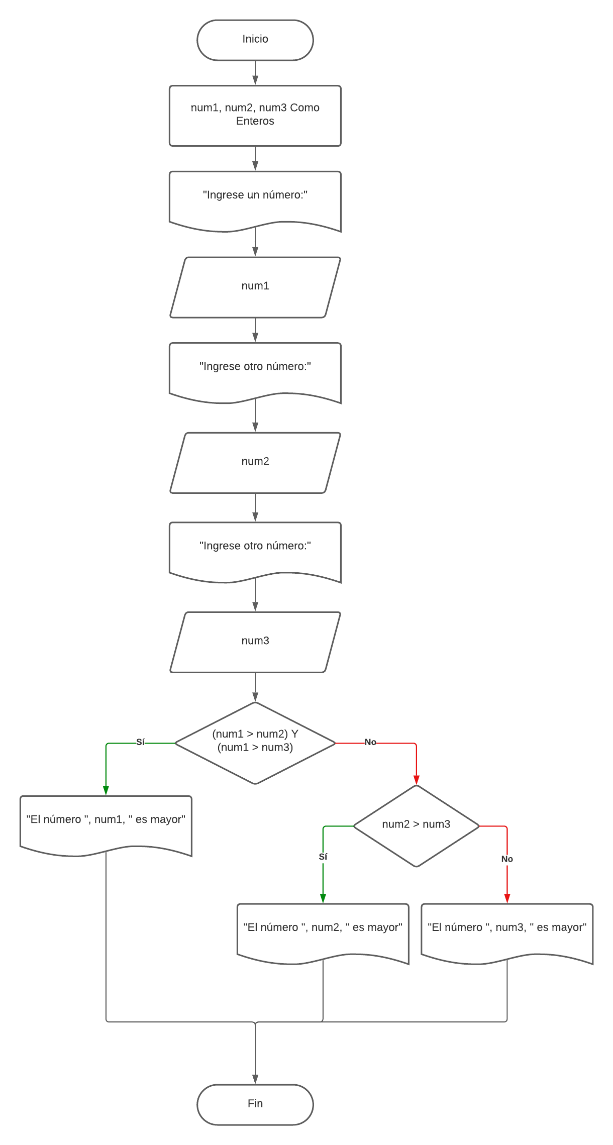 Inicio
num1, num2, num3 Como
Enteros
"Ingrese un número:"
num1
"Ingrese otro número:"
num2
"Ingrese otro número:"
num3
(num1 > num2) Y
(num1 > num3)
Sí
No
"El número ", num1, " es mayor"
num2 > num3
Sí
No
"El número ", num2, " es mayor"
"El número ", num3, " es mayor"
Fin